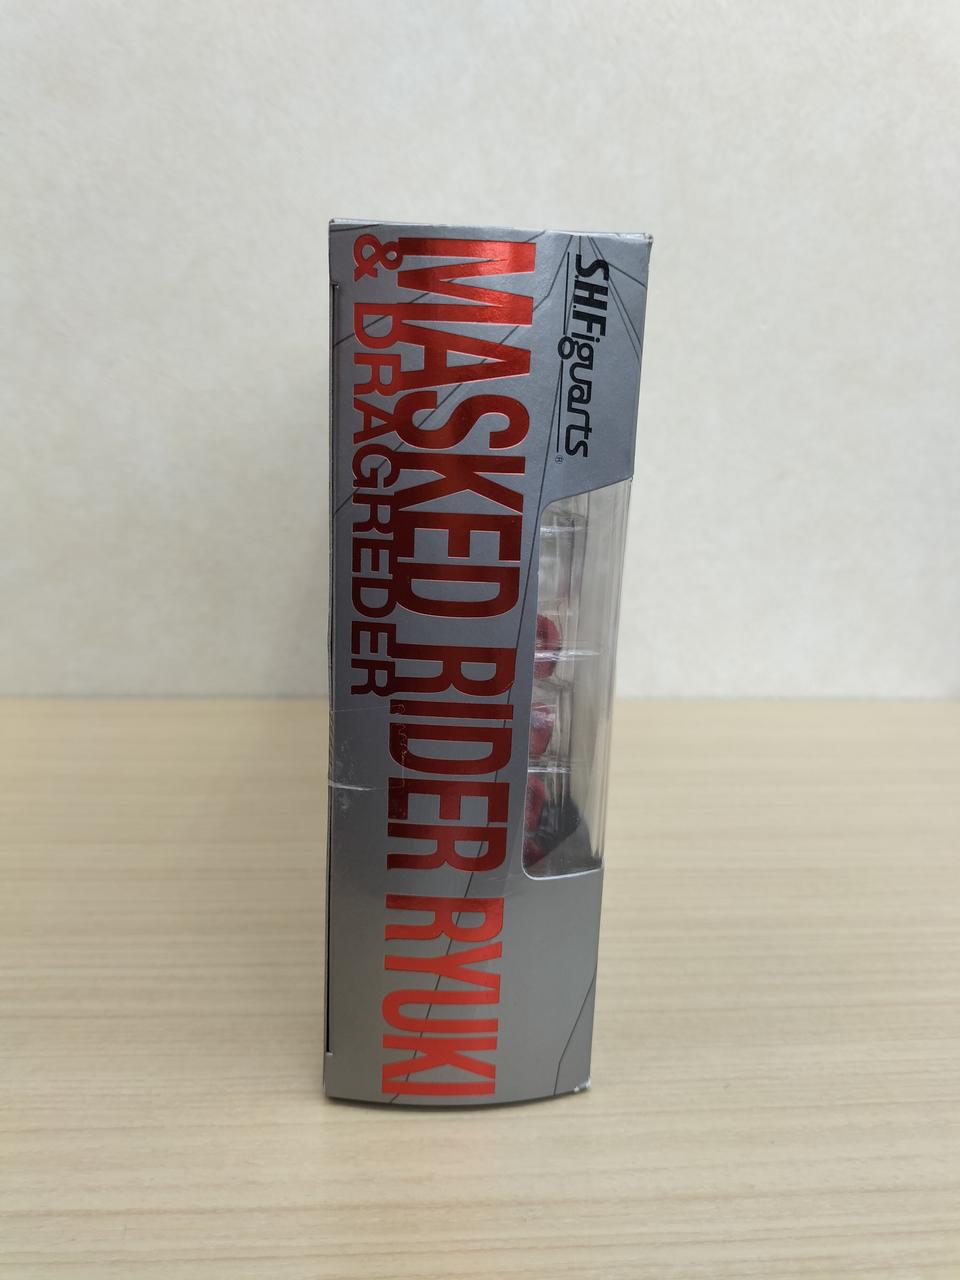 S.H.Figuarts®
MASKED RIDER RYUKI
& DRAGREDER